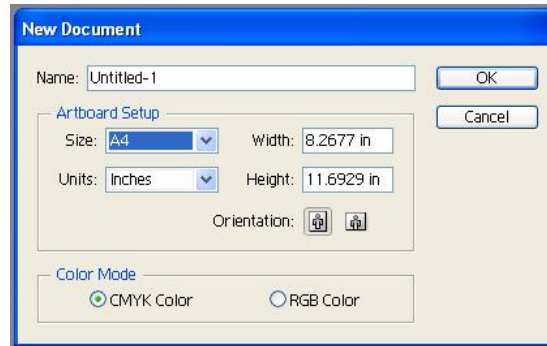 New Document
Name: Untitled-1
OK
Artboard Setup
Cancel
Size: A4 Width: 8.2677 in
Units: Inches Height: 11.6929 in
Orientation:
Color Mode
CMYK Color RGB Color